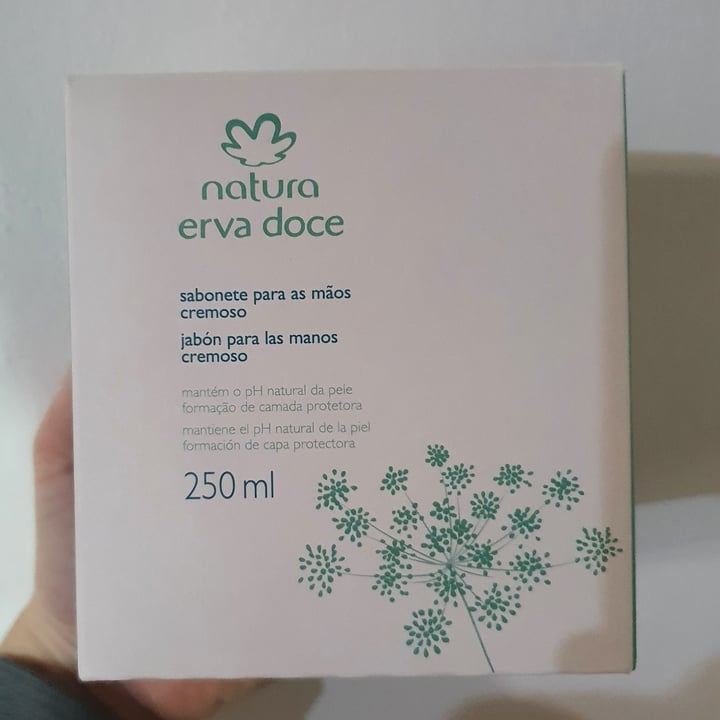 natura
erva doce
sabonete para as mãos
cremoso
jabón para las manos
cremoso
mantém o pH natural da pele
formação de camada protetora
mantiene el pH natural de la piel
formación de capa protectora
250 ml